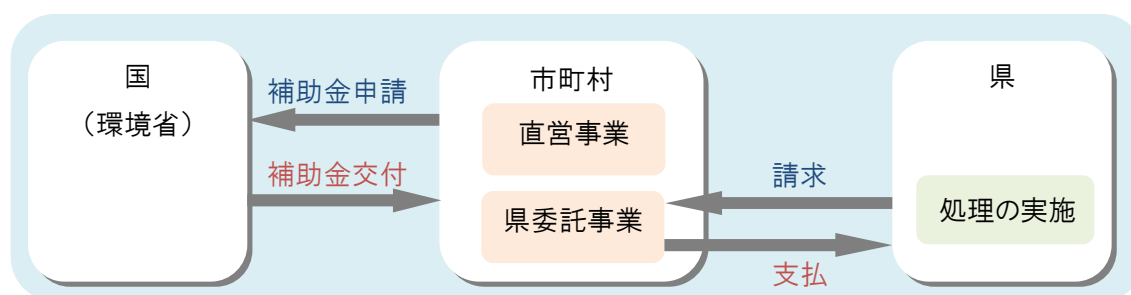 国
（環境省）
補助金申請
補助金交付
市町村
直営事業
県委託事業
請求
支払
県
処理の実施